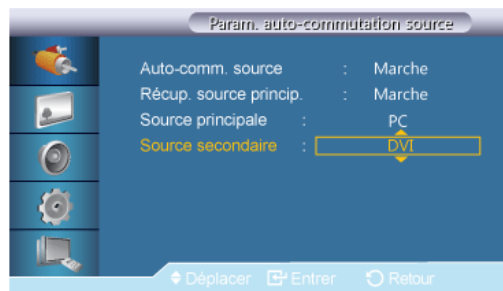 Param. auto-commutation source
Auto-comm. source : Marche
Récup. source princip. : Marche
Source principale : PC
Source secondaire : DVI
Déplacer Entrer Retour